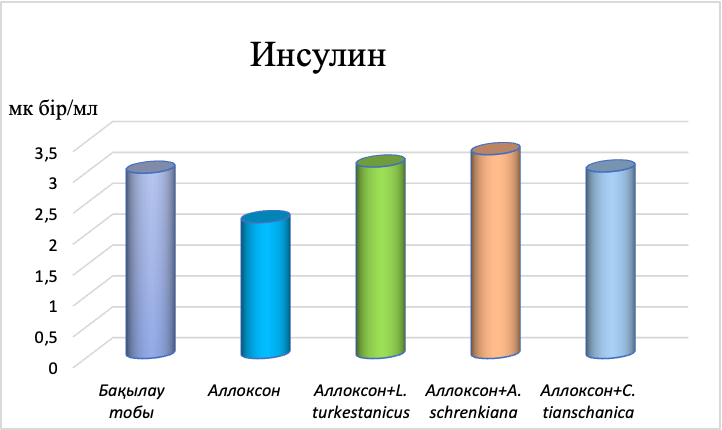 Инсулин
мк бір/мл
3,5
3
2,5
2
1,5
1
0,5
0
Бақылау тобы
Аллоксон
Аллоксон+L. turkestanicus
Аллоксон+A. schrenkiana
Аллоксон+C. tianschanica